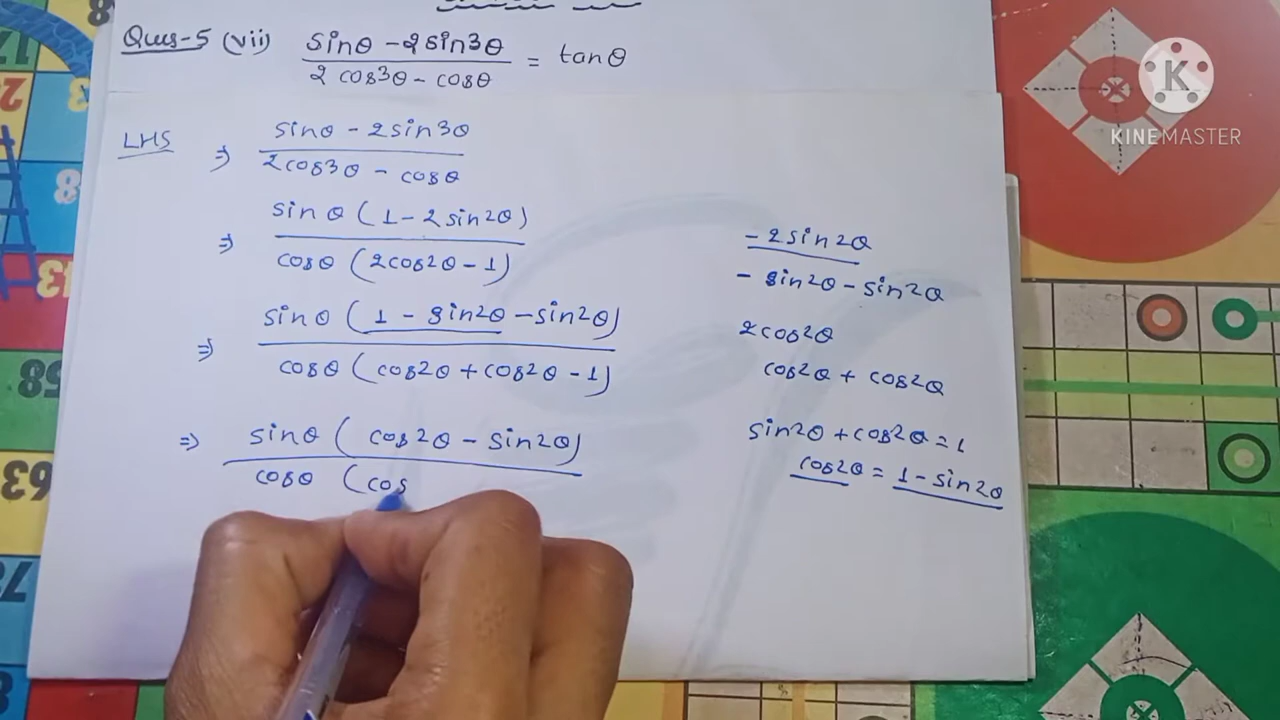 Ques-5 (vii) sinθ - 2sin3θ / 2cos3θ - cosθ = tanθ
K
KINEMASTER
LHS ⇒ sinθ - 2sin3θ / 2cos3θ - cosθ
⇒ sinθ (1 - 2sin2θ) / cosθ (2cos2θ - 1)
⇒ sinθ (1 - sin2θ - sin2θ) / cosθ (cos2θ + cos2θ - 1)
⇒ sinθ (cos2θ - sin2θ) / cosθ (cos
-2sin2θ
- sin2θ - sin2θ
2cos2θ
cos2θ + cos2θ
sin2θ + cos2θ = 1
cos2θ = 1 - sin2θ
58
63